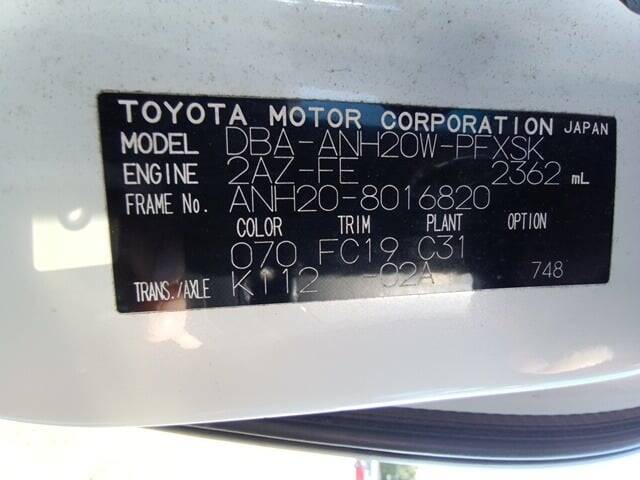 TOYOTA MOTOR CORPORATION JAPAN
MODEL DBA-ANH20W-PFXSK
ENGINE 2AZ-FE 2362 mL
FRAME No. ANH20-8016820
COLOR TRIM PLANT OPTION
070 FC19 C31
TRANS./AXLE K112 -02A 748